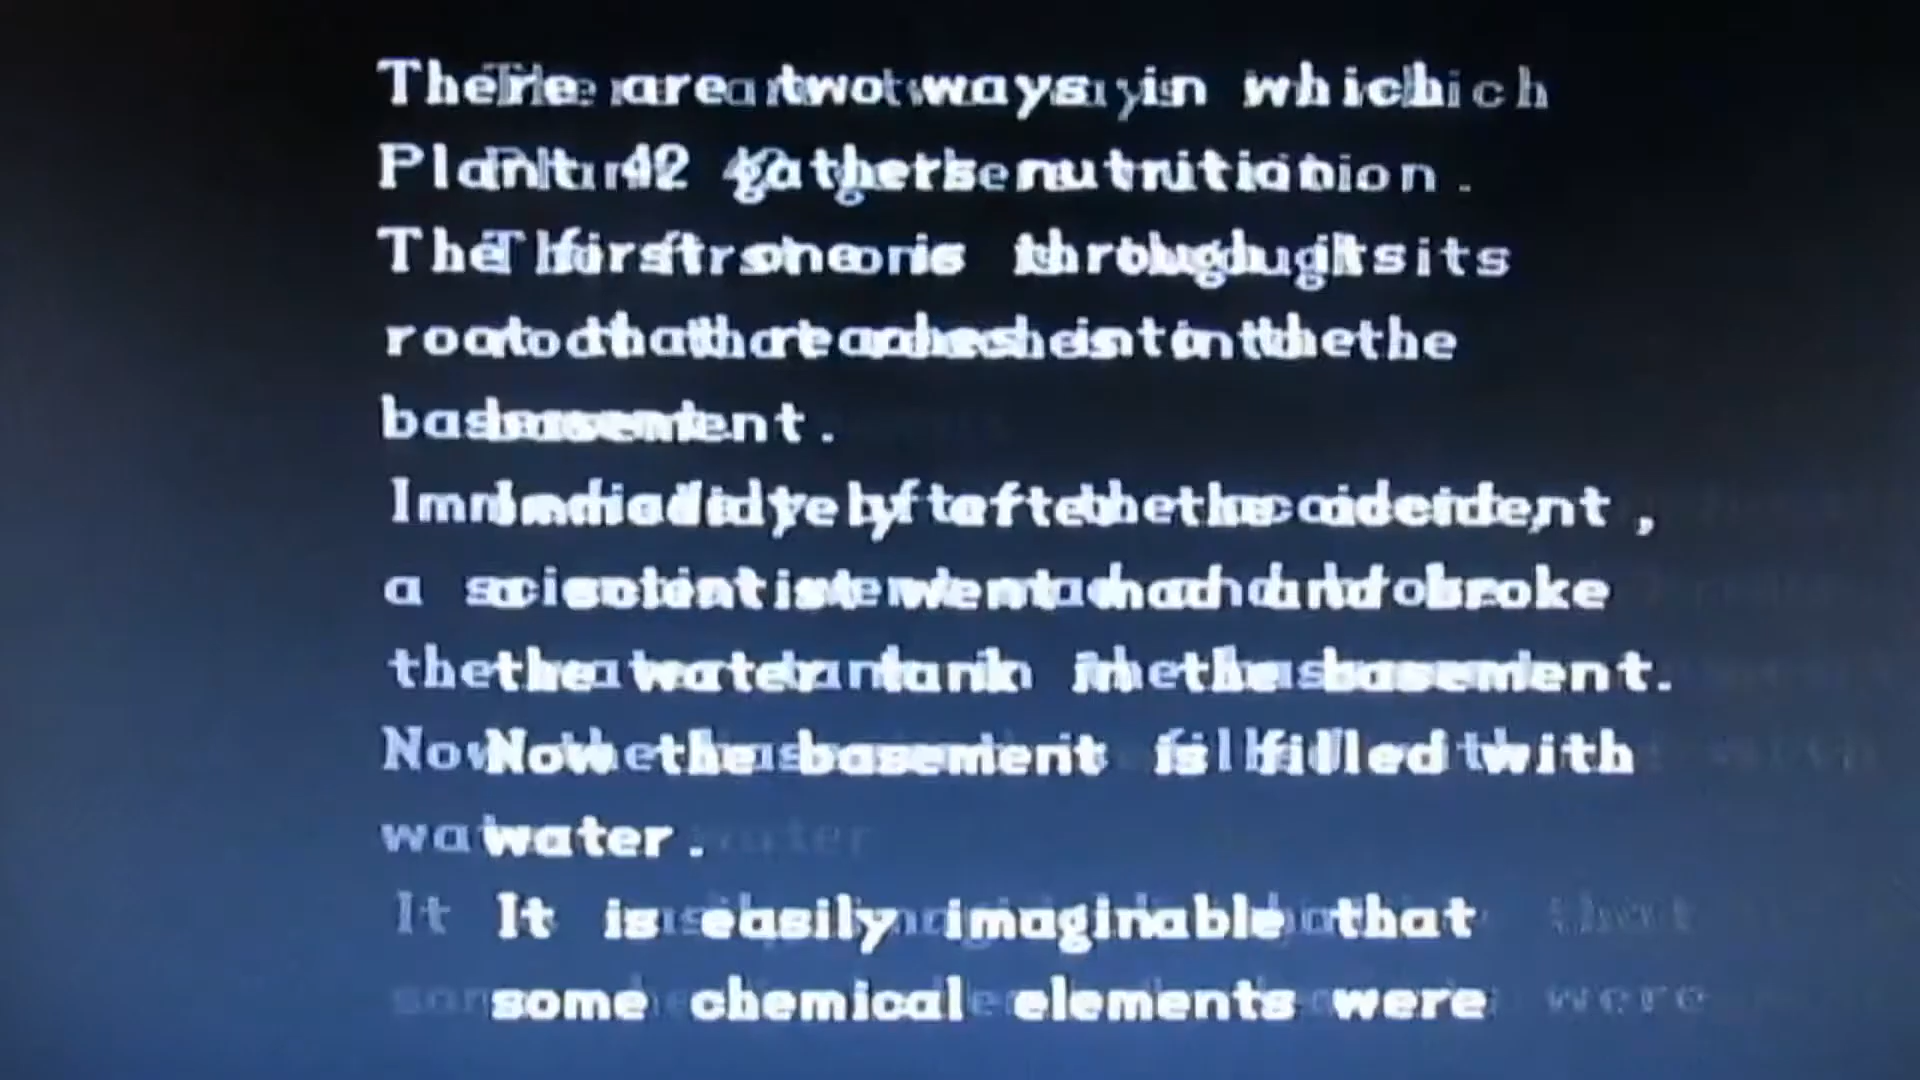 There are two ways in which
Plant 42 gathers nutrition.
The first one is through its
root that reaches into the
basement.
Immediately after the accident,
a scientist went mad and broke
the water tank in the basement.
Now the basement is filled with
water.
It is easily imaginable that
some chemical elements were